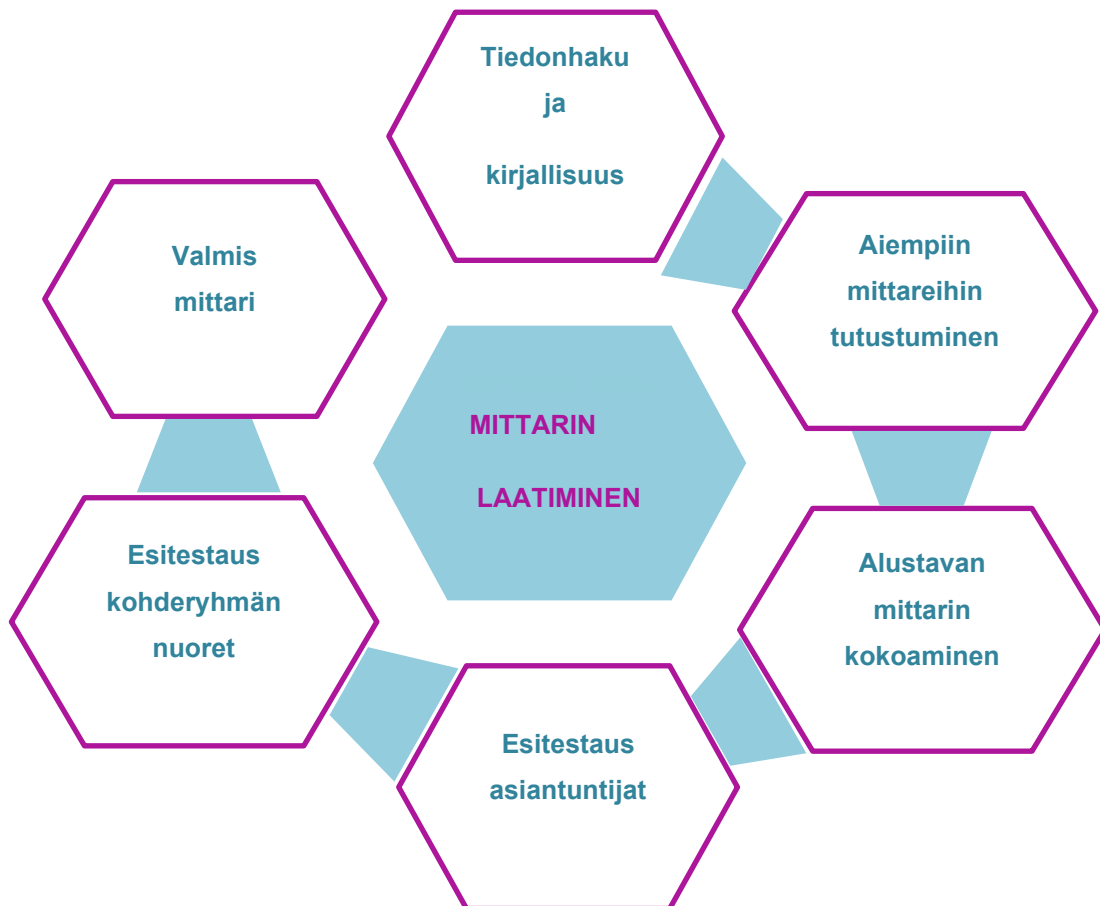 Tiedonhaku
ja
kirjallisuus
Aiempiin
mittareihin
tutustuminen
Alustavan
mittarin
kokoaminen
Esitestaus
asiantuntijat
Esitestaus
kohderyhmän
nuoret
Valmis
mittari
MITTARIN
LAATIMINEN